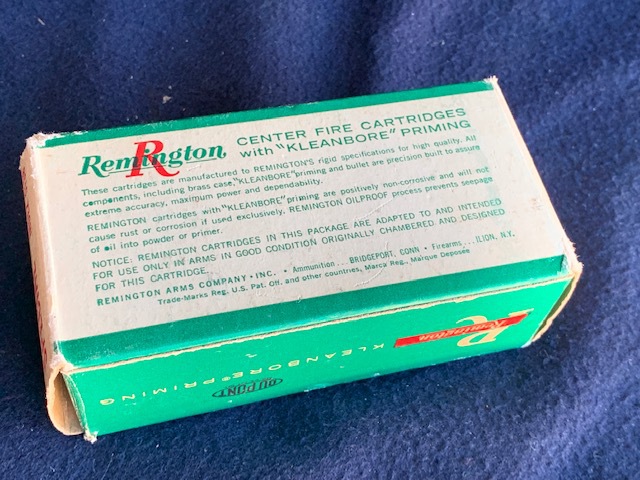 Remington
CENTER FIRE CARTRIDGES
with "KLEANBORE" PRIMING
These cartridges are manufactured to REMINGTON'S rigid specifications for high quality. All
components, including brass case, "KLEANBORE" priming and bullet are precision built to assure
extreme accuracy, maximum power and dependability.
REMINGTON cartridges with "KLEANBORE" priming are positively non-corrosive and will not
cause rust or corrosion if used exclusively. REMINGTON OILPROOF process prevents seepage
of oil into powder or primer.
NOTICE: REMINGTON CARTRIDGES IN THIS PACKAGE ARE ADAPTED TO AND INTENDED
FOR USE ONLY IN ARMS IN GOOD CONDITION ORIGINALLY CHAMBERED AND DESIGNED
FOR THIS CARTRIDGE.
REMINGTON ARMS COMPANY • INC. • Ammunition... BRIDGEPORT, CONN • Firearms... ILION, N.Y.
Trade-Marks Reg. U.S. Pat. Off. and other countries, Marca Reg., Marque Deposée
R
Remington
KLEANBORE® PRIMING
DU PONT